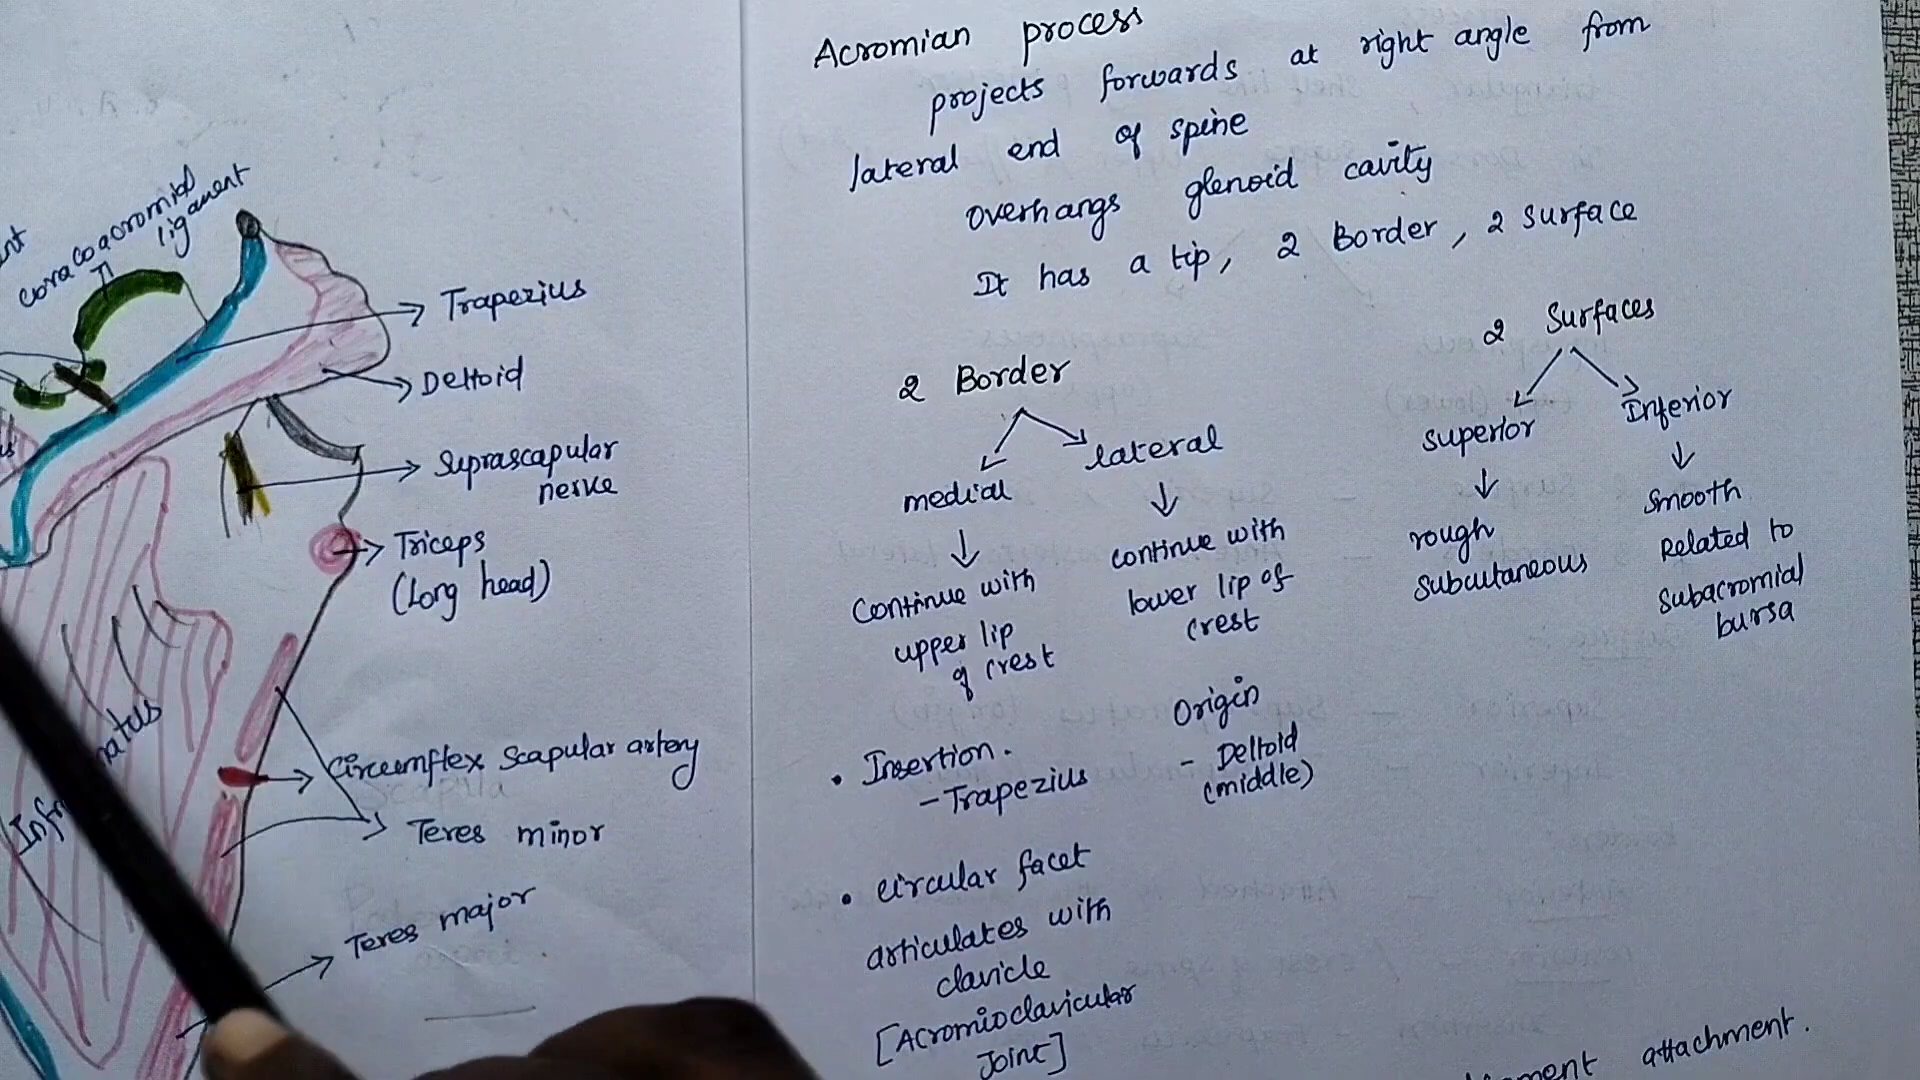 coracoacromial
ligament
Trapezius
Deltoid
Suprascapular
nerve
Triceps
(Long head)
Circumflex Scapular artery
Teres minor
Teres major
Acromian process
projects forwards at right angle from
lateral end of spine
overhangs glenoid cavity
It has a tip, 2 Border, 2 Surface
2 Border
medial
Continue with
upper lip
of crest
• Insertion.
- Trapezius
• circular facet
articulates with
clavicle
[Acromioclavicular
Joint]
lateral
continue with
lower lip of
crest
Origin
- Deltoid
(middle)
2 Surfaces
superior
rough
subcutaneous
Inferior
smooth
Related to
subacromial
bursa
attachment.